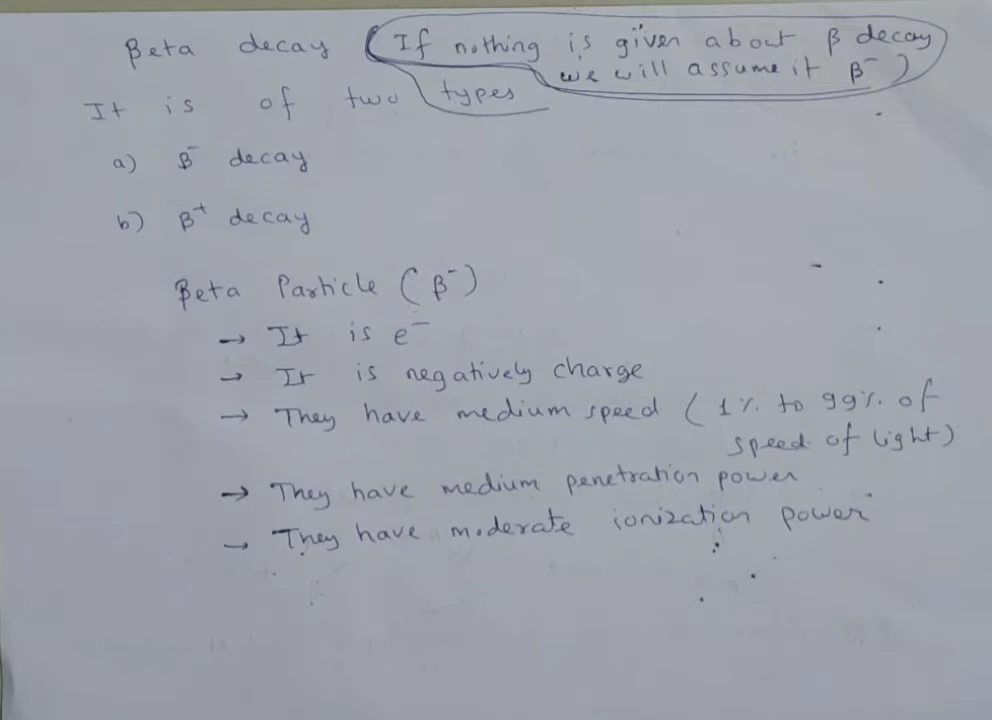 Beta decay (If nothing is given about β decay
we will assume it β⁻)
It is of two types
a) β⁻ decay
b) β⁺ decay
Beta Particle (β⁻)
→ It is e⁻
→ It is negatively charge
→ They have medium speed (1% to 99% of
speed of light)
→ They have medium penetration power
→ They have moderate ionization power